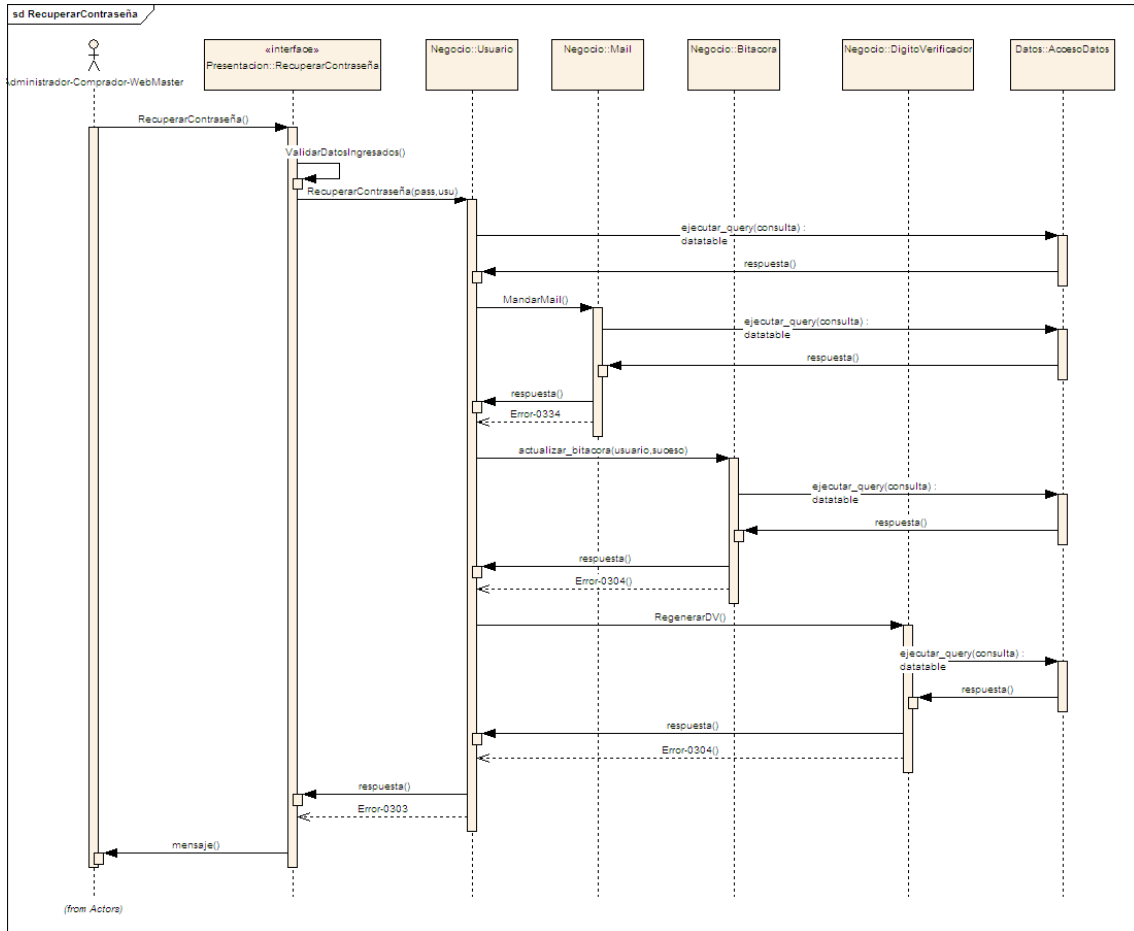 sd RecuperarContraseña
Administrador-Comprador-WebMaster
«interface»
Presentacion::RecuperarContraseña
Negocio::Usuario
Negocio::Mail
Negocio::Bitacora
Negocio::DigitoVerificador
Datos::AccesoDatos
RecuperarContraseña()
ValidarDatosIngresados()
RecuperarContraseña(pass,usu)
ejecutar_query(consulta) :
datatable
respuesta()
MandarMail()
ejecutar_query(consulta) :
datatable
respuesta()
respuesta()
Error-0334
actualizar_bitacora(usuario,suceso)
ejecutar_query(consulta) :
datatable
respuesta()
respuesta()
Error-0304()
RegenerarDV()
ejecutar_query(consulta) :
datatable
respuesta()
respuesta()
Error-0304()
respuesta()
Error-0303
mensaje()
(from Actors)